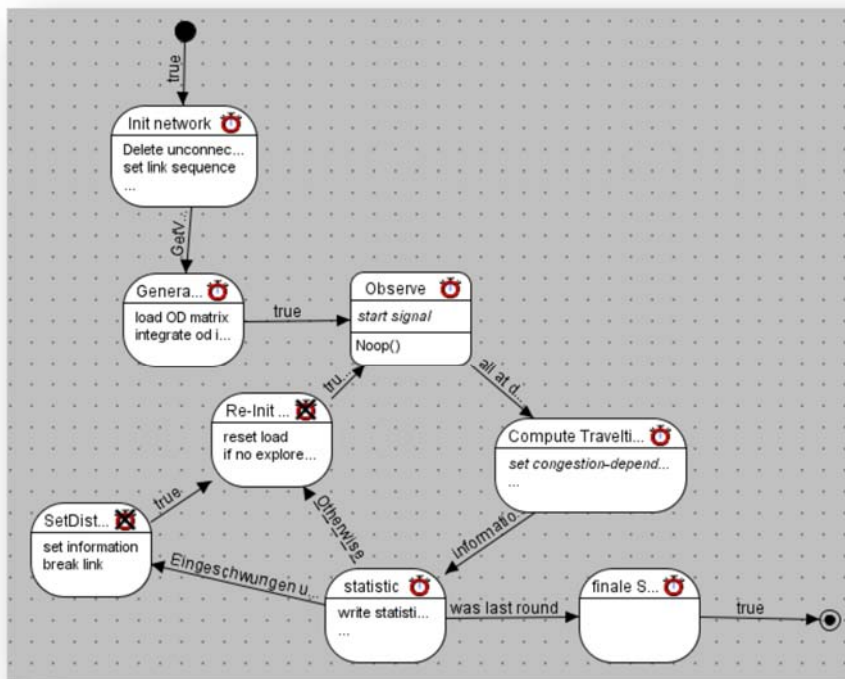 true
Init network
Delete unconnec...
set link sequence
...
GetV...
Genera...
load OD matrix
integrate od i...
true
Observe
start signal
Noop()
all at d...
tru...
Re-Init ...
reset load
if no explore...
Compute Travelti...
set congestion-depend...
...
true
SetDist...
set information
break link
Otherwise
informatio...
Eingeschwungen u...
statistic
write statisti...
...
was last round
finale S...
true